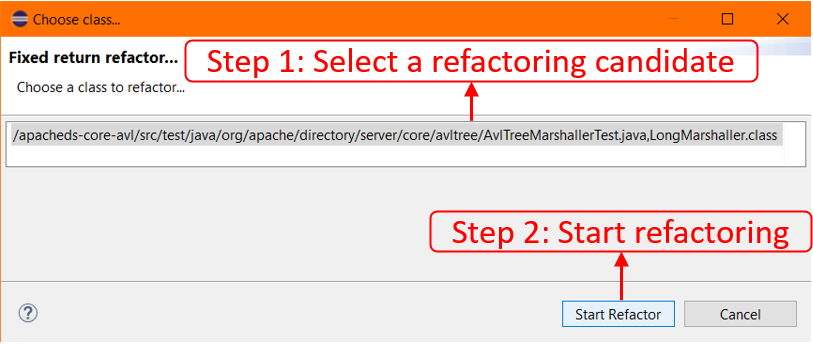 Choose class...
Fixed return refactor...
Step 1: Select a refactoring candidate
Choose a class to refactor...
/apacheds-core-avl/src/test/java/org/apache/directory/server/core/avltree/AvlTreeMarshallerTest.java,LongMarshaller.class
Step 2: Start refactoring
?
Start Refactor
Cancel